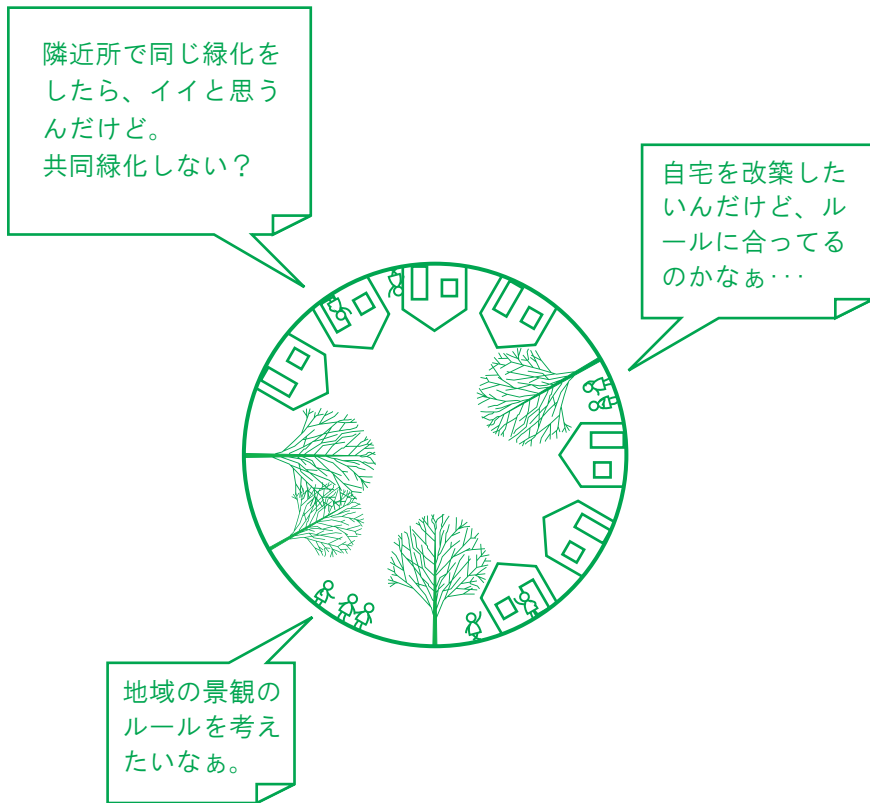 隣近所で同じ緑化を
したら、イイと思う
んだけど。
共同緑化しない？
自宅を改築した
いんだけど、ル
ールに合ってる
のかなぁ･･･
地域の景観の
ルールを考え
たいなぁ。